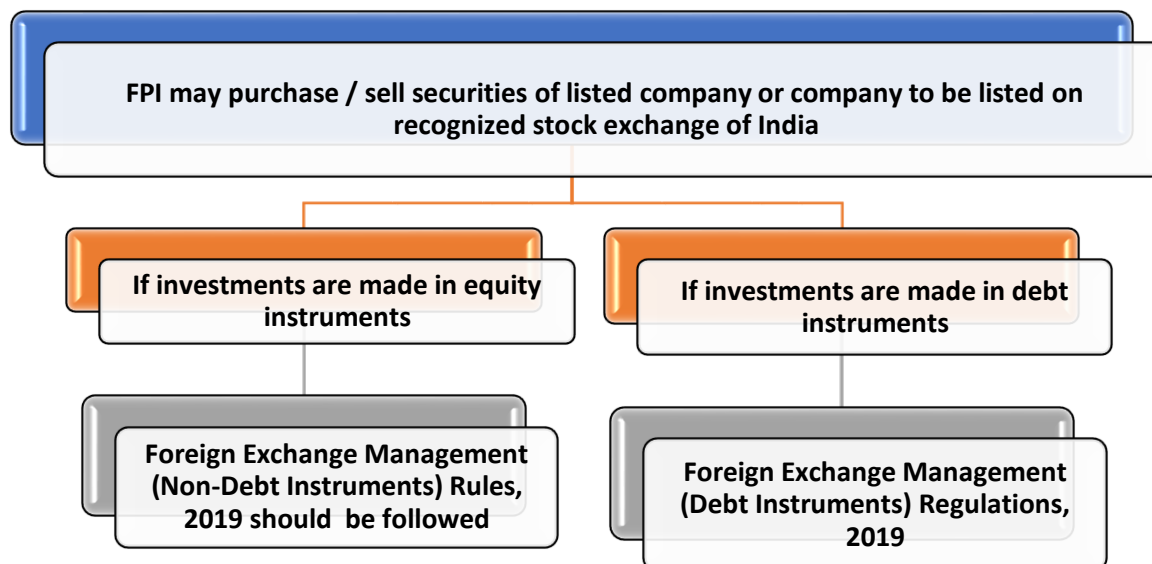 FPI may purchase / sell securities of listed company or company to be listed on
recognized stock exchange of India
If investments are made in equity
instruments
If investments are made in debt
instruments
Foreign Exchange Management
(Non-Debt Instruments) Rules,
2019 should be followed
Foreign Exchange Management
(Debt Instruments) Regulations,
2019